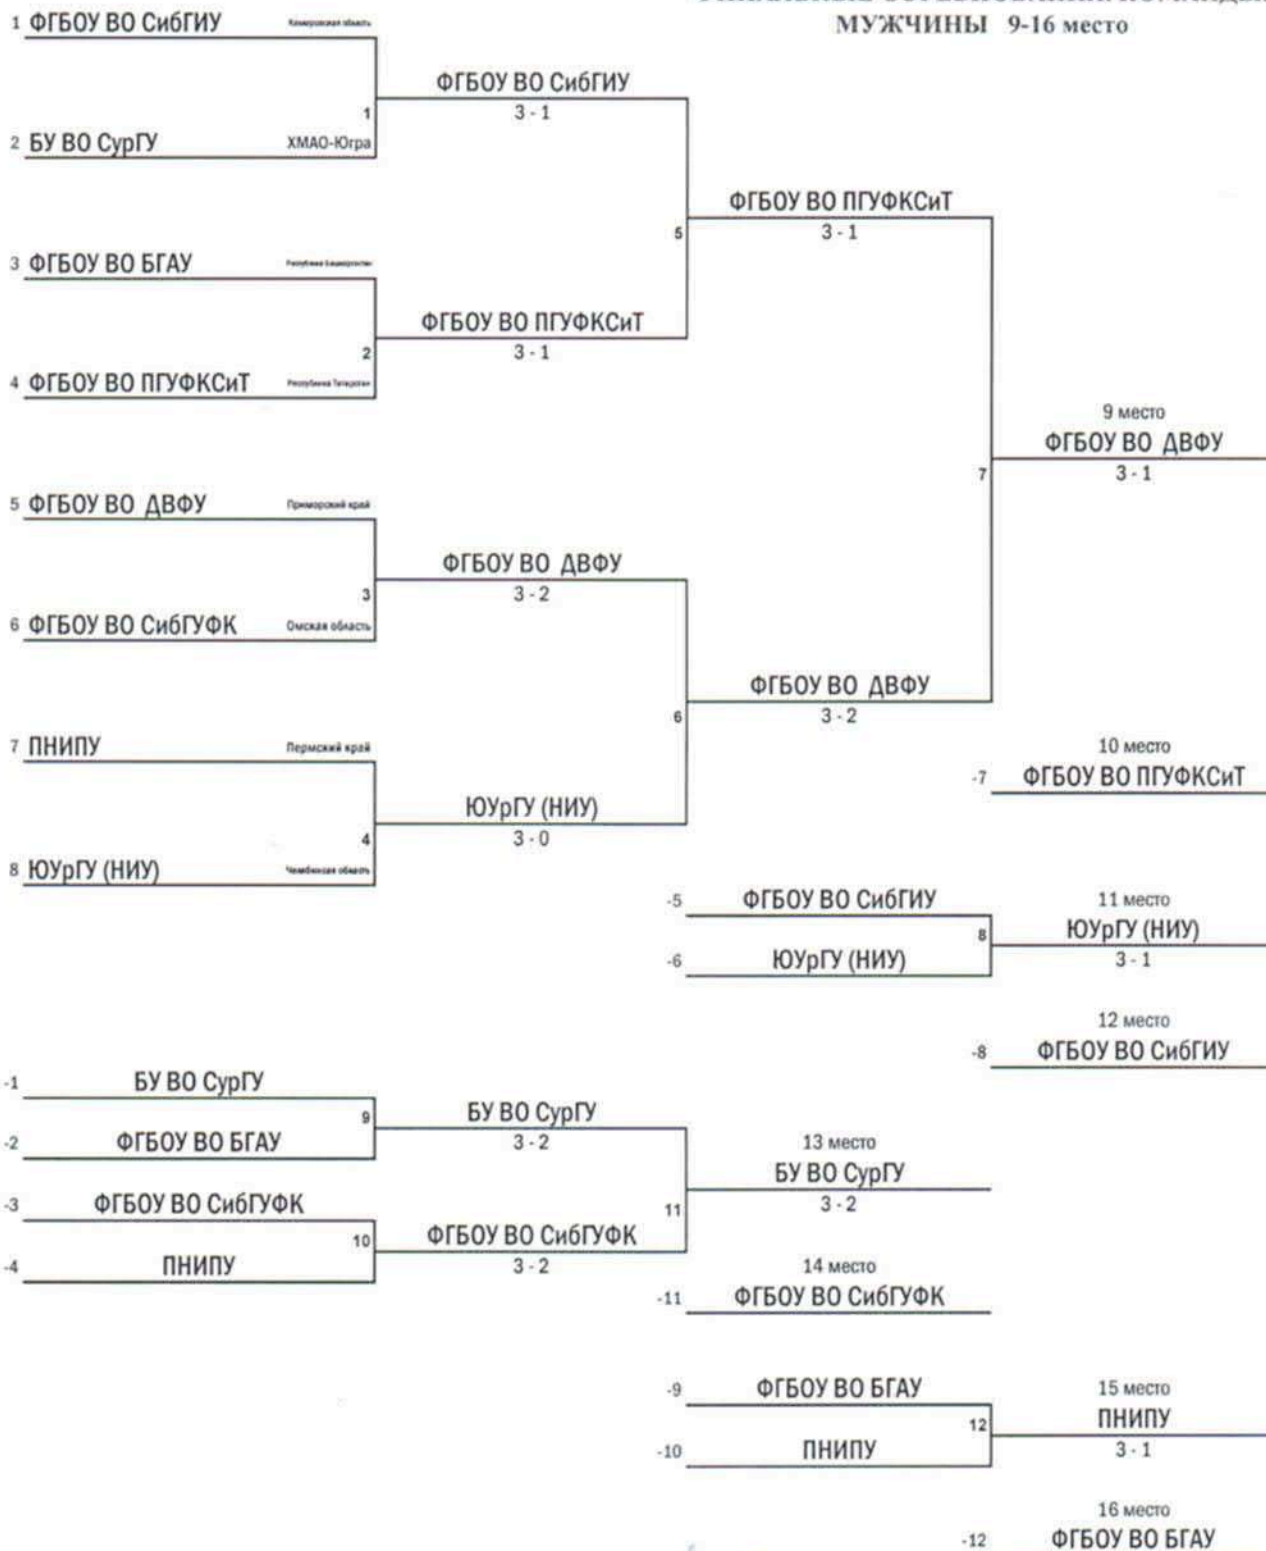 МУЖЧИНЫ 9-16 место
1 ФГБОУ ВО СибГИУ Кемеровская область
ФГБОУ ВО СибГИУ
3 - 1
1
2 БУ ВО СурГУ ХМАО-Югра
ФГБОУ ВО ПГУФКСиТ
3 - 1
5
3 ФГБОУ ВО БГАУ Республика Башкортостан
ФГБОУ ВО ПГУФКСиТ
3 - 1
2
4 ФГБОУ ВО ПГУФКСиТ Республика Татарстан
9 место
ФГБОУ ВО ДВФУ
3 - 1
7
5 ФГБОУ ВО ДВФУ Приморский край
ФГБОУ ВО ДВФУ
3 - 2
3
6 ФГБОУ ВО СибГУФК Омская область
ФГБОУ ВО ДВФУ
3 - 2
6
7 ПНИПУ Пермский край
10 место
-7 ФГБОУ ВО ПГУФКСиТ
ЮУрГУ (НИУ)
3 - 0
4
8 ЮУрГУ (НИУ) Челябинская область
-5 ФГБОУ ВО СибГИУ
11 место
8 ЮУрГУ (НИУ)
-6 ЮУрГУ (НИУ)
3 - 1
12 место
-8 ФГБОУ ВО СибГИУ
-1 БУ ВО СурГУ
9 БУ ВО СурГУ
-2 ФГБОУ ВО БГАУ
3 - 2
13 место
БУ ВО СурГУ
3 - 2
-3 ФГБОУ ВО СибГУФК
11
10 ФГБОУ ВО СибГУФК
-4 ПНИПУ
3 - 2
14 место
-11 ФГБОУ ВО СибГУФК
-9 ФГБОУ ВО БГАУ
15 место
12 ПНИПУ
-10 ПНИПУ
3 - 1
16 место
-12 ФГБОУ ВО БГАУ